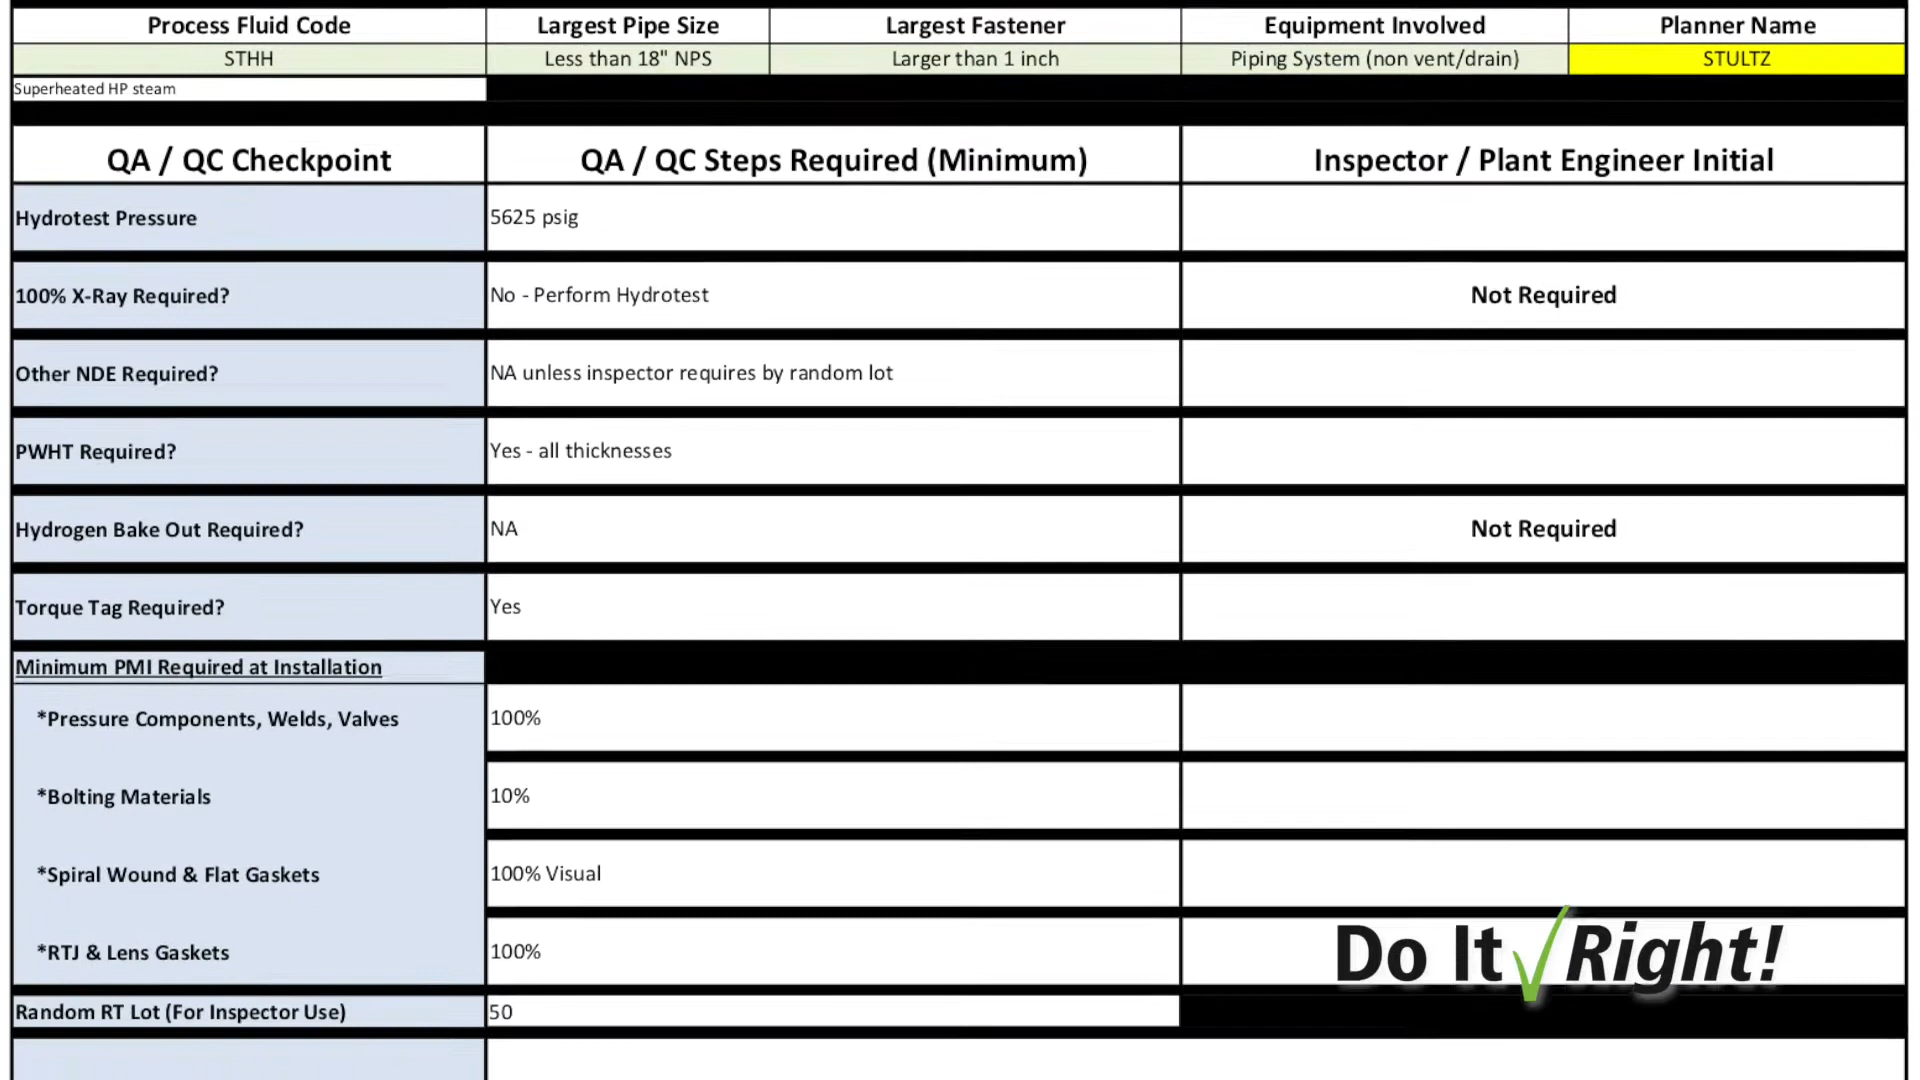 Process Fluid Code Largest Pipe Size Largest Fastener Equipment Involved Planner Name
STHH Less than 18" NPS Larger than 1 inch Piping System (non vent/drain) STULTZ
Superheated HP steam
QA / QC Checkpoint QA / QC Steps Required (Minimum) Inspector / Plant Engineer Initial
Hydrotest Pressure 5625 psig
100% X-Ray Required? No - Perform Hydrotest Not Required
Other NDE Required? NA unless inspector requires by random lot
PWHT Required? Yes - all thicknesses
Hydrogen Bake Out Required? NA Not Required
Torque Tag Required? Yes
Minimum PMI Required at Installation
*Pressure Components, Welds, Valves 100%
*Bolting Materials 10%
*Spiral Wound & Flat Gaskets 100% Visual
*RTJ & Lens Gaskets 100%
Do It Right!
Random RT Lot (For Inspector Use) 50